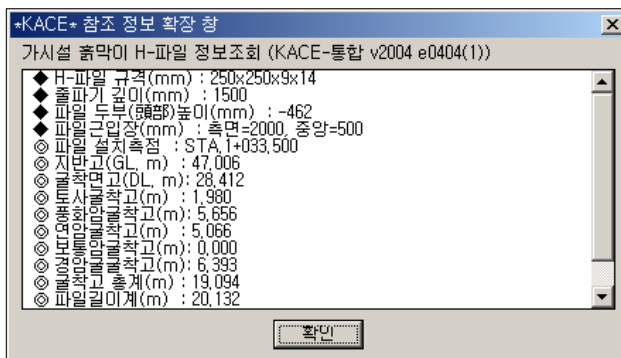 *KACE* 참조 정보 확장 창
가시설 흙막이 H-파일 정보조회 (KACE-통합 v2004 e0404(1))
◆ H-파일 규격(mm) : 250x250x9x14
◆ 줄파기 깊이(mm) : 1500
◆ 파일 두부(頭部)높이(mm) : -462
◆ 파일근입장(mm) : 측면=2000, 중앙=500
◎ 파일 설치측점 : STA.1+033.500
◎ 지반고(GL, m) : 47.006
◎ 굴착면고(DL, m): 28.412
◎ 토사굴착고(m) : 1.980
◎ 풍화암굴착고(m): 5.656
◎ 연암굴착고(m) : 5.066
◎ 보통암굴착고(m): 0.000
◎ 경암굴굴착고(m): 6.393
◎ 굴착고 총계(m) : 19.094
◎ 파일길이계(m) : 20.132
확인